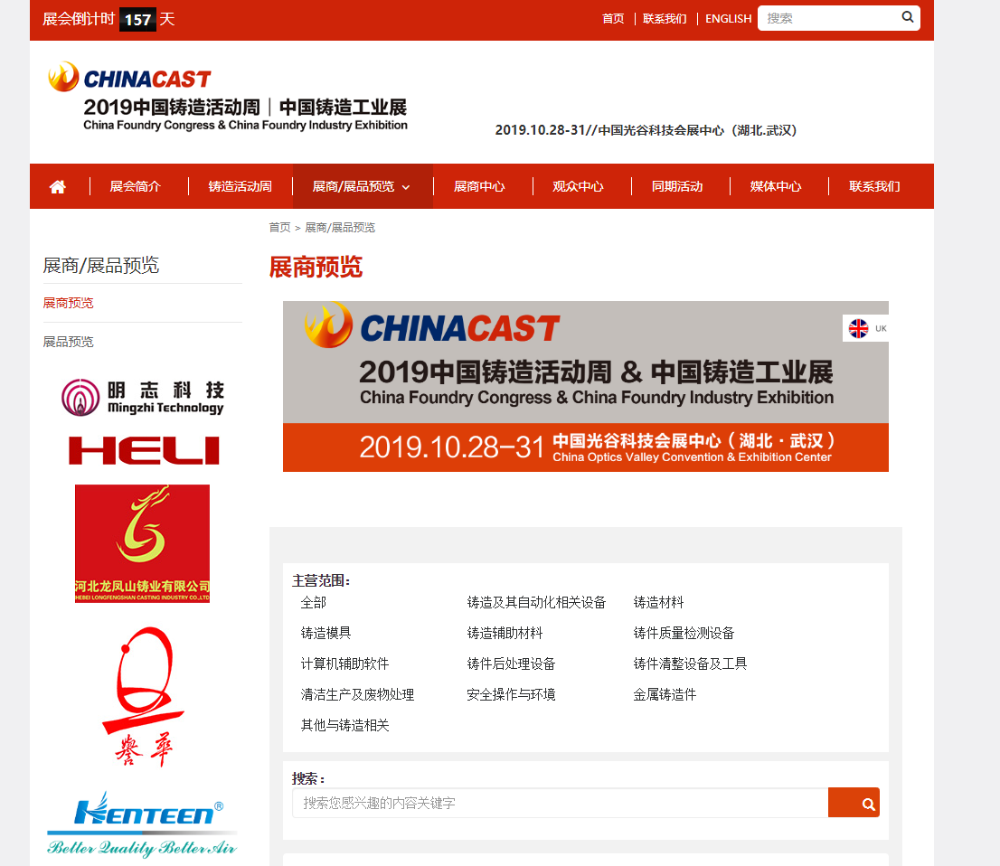 展会倒计时 157 天
首页 联系我们 ENGLISH 搜索
CHINACAST
2019中国铸造活动周｜中国铸造工业展
China Foundry Congress & China Foundry Industry Exhibition
2019.10.28-31//中国光谷科技会展中心（湖北.武汉）
展会简介 铸造活动周 展商/展品预览 展商中心 观众中心 同期活动 媒体中心 联系我们
首页 > 展商/展品预览
展商/展品预览
展商预览
展品预览
明志科技
Mingzhi Technology
HELI
河北龙凤山铸业有限公司
HEBEI LONGFENGSHAN CASTING INDUSTRY CO.,LTD
誉华
KENTEEN®
Better Quality Better Air
展商预览
CHINACAST
UK
2019中国铸造活动周 & 中国铸造工业展
China Foundry Congress & China Foundry Industry Exhibition
2019.10.28-31 中国光谷科技会展中心（湖北·武汉）
China Optics Valley Convention & Exhibition Center
主营范围：
全部 铸造及其自动化相关设备 铸造材料
铸造模具 铸造辅助材料 铸件质量检测设备
计算机辅助软件 铸件后处理设备 铸件清整设备及工具
清洁生产及废物处理 安全操作与环境 金属铸造件
其他与铸造相关
搜索：
搜索您感兴趣的内容关键字